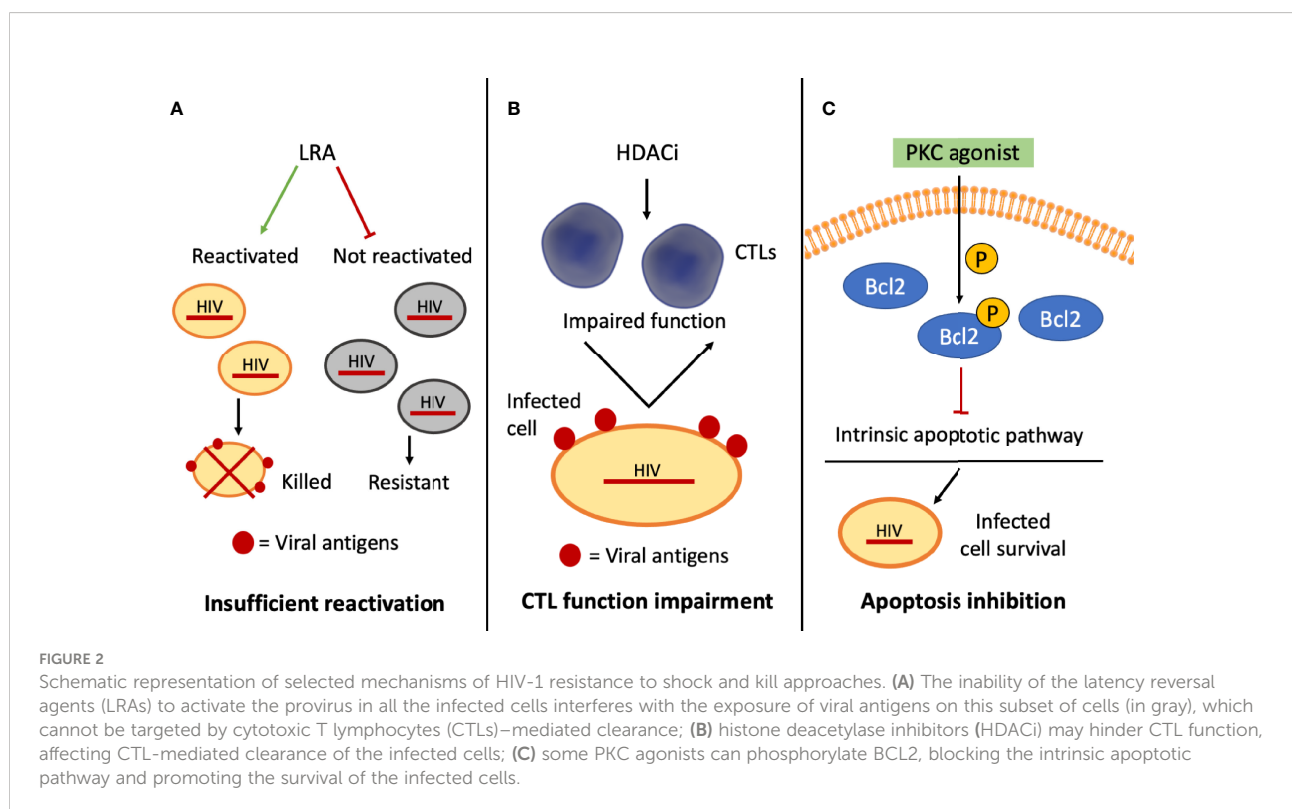 A
LRA
Reactivated
Not reactivated
HIV
HIV
HIV
HIV
HIV
Killed
Resistant
= Viral antigens
Insufficient reactivation
B
HDACi
CTLs
Impaired function
Infected
cell
HIV
= Viral antigens
CTL function impairment
C
PKC agonist
P
Bcl2
P
Bcl2
Bcl2
Intrinsic apoptotic pathway
HIV
Infected
cell survival
Apoptosis inhibition
FIGURE 2
Schematic representation of selected mechanisms of HIV-1 resistance to shock and kill approaches. (A) The inability of the latency reversal
agents (LRAs) to activate the provirus in all the infected cells interferes with the exposure of viral antigens on this subset of cells (in gray), which
cannot be targeted by cytotoxic T lymphocytes (CTLs)–mediated clearance; (B) histone deacetylase inhibitors (HDACi) may hinder CTL function,
affecting CTL-mediated clearance of the infected cells; (C) some PKC agonists can phosphorylate BCL2, blocking the intrinsic apoptotic
pathway and promoting the survival of the infected cells.